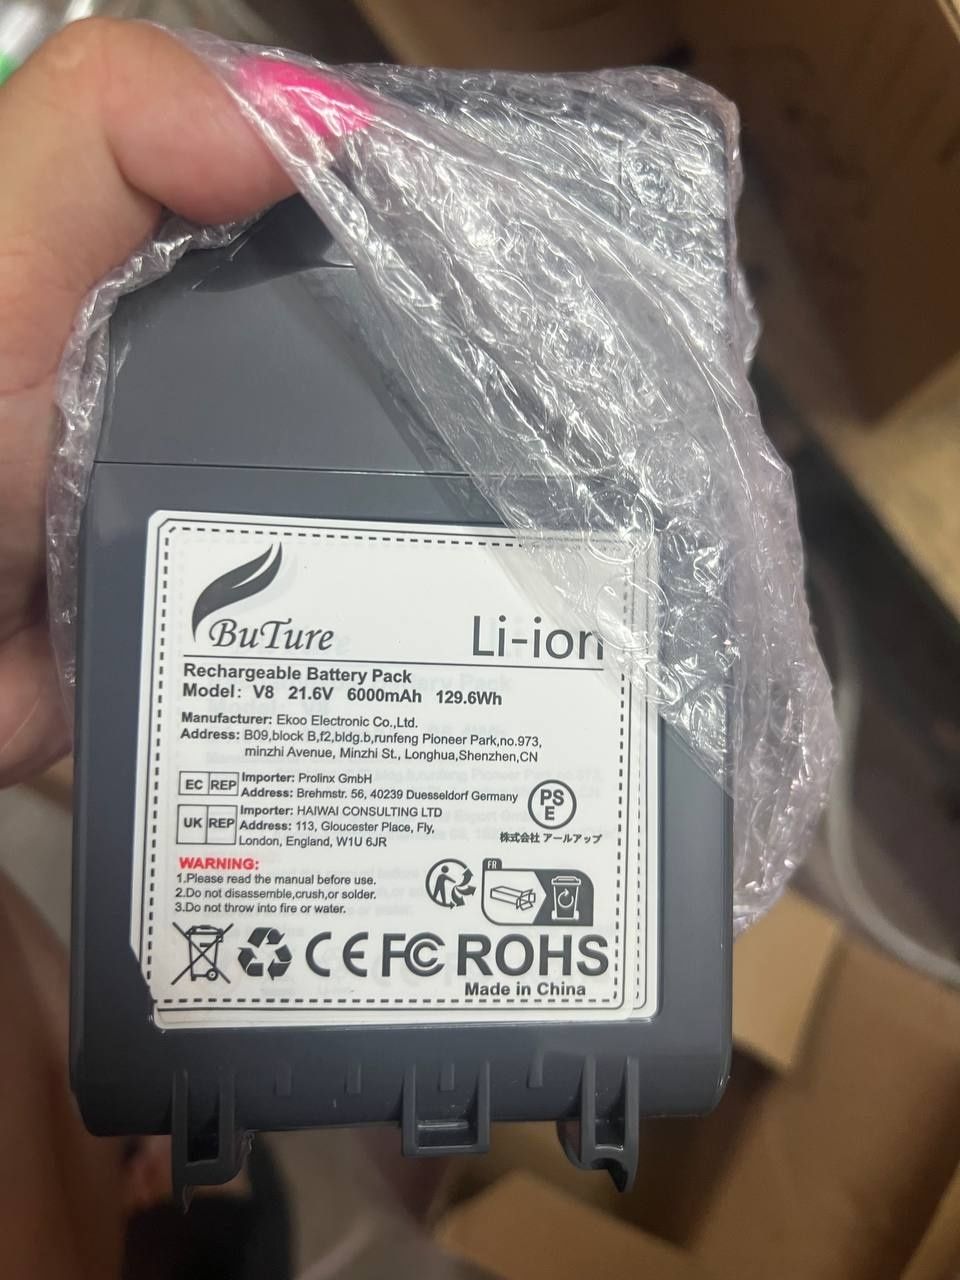 BuTure
Li-ion
Rechargeable Battery Pack
Model: V8 21.6V 6000mAh 129.6Wh
Manufacturer: Ekoo Electronic Co.,Ltd.
Address: B09,block B,f2,bldg.b,runfeng Pioneer Park,no.973,
minzhi Avenue, Minzhi St., Longhua,Shenzhen,CN
EC REP
Importer: Prolinx GmbH
Address: Brehmstr. 56, 40239 Duesseldorf Germany
UK REP
Importer: HAIWAI CONSULTING LTD
Address: 113, Gloucester Place, Fly,
London, England, W1U 6JR
PS
E
株式会社 アールアップ
WARNING:
1.Please read the manual before use.
2.Do not disassemble,crush,or solder.
3.Do not throw into fire or water.
FR
CE FC ROHS
Made in China